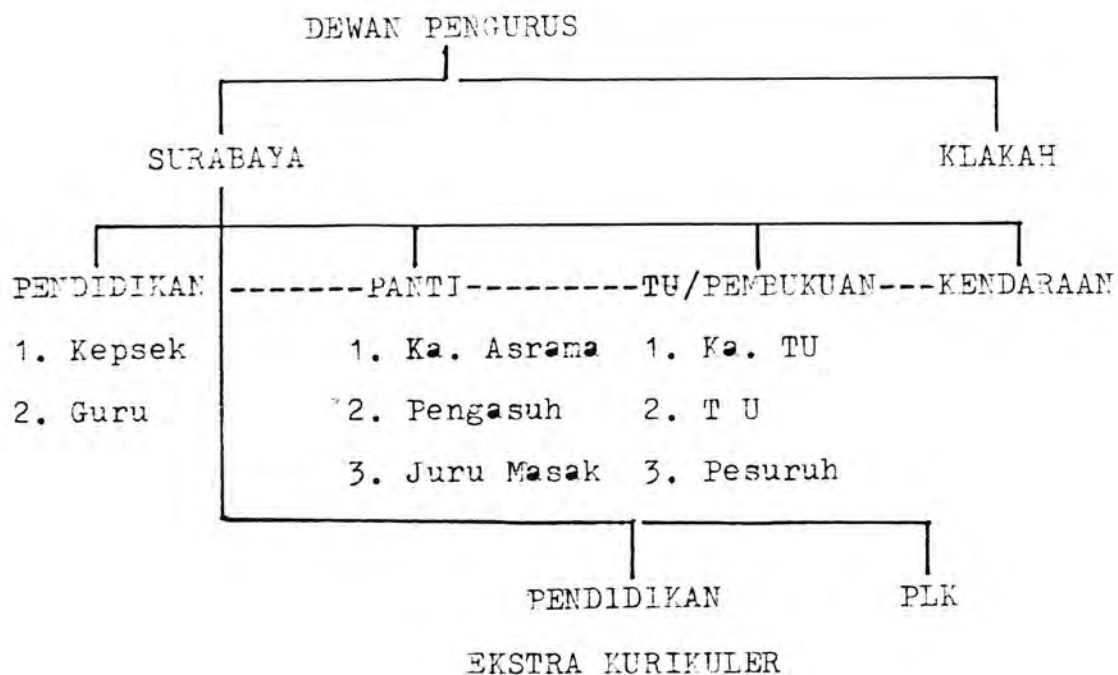 DEWAN PENGURUS
SURABAYA KLAKAH
PENDIDIKAN -------PANTI---------TU/PEMBUKUAN---KENDARAAN
1. Kepsek 1. Ka. Asrama 1. Ka. TU
2. Guru 2. Pengasuh 2. T U
3. Juru Masak 3. Pesuruh
PENDIDIKAN PLK
EKSTRA KURIKULER